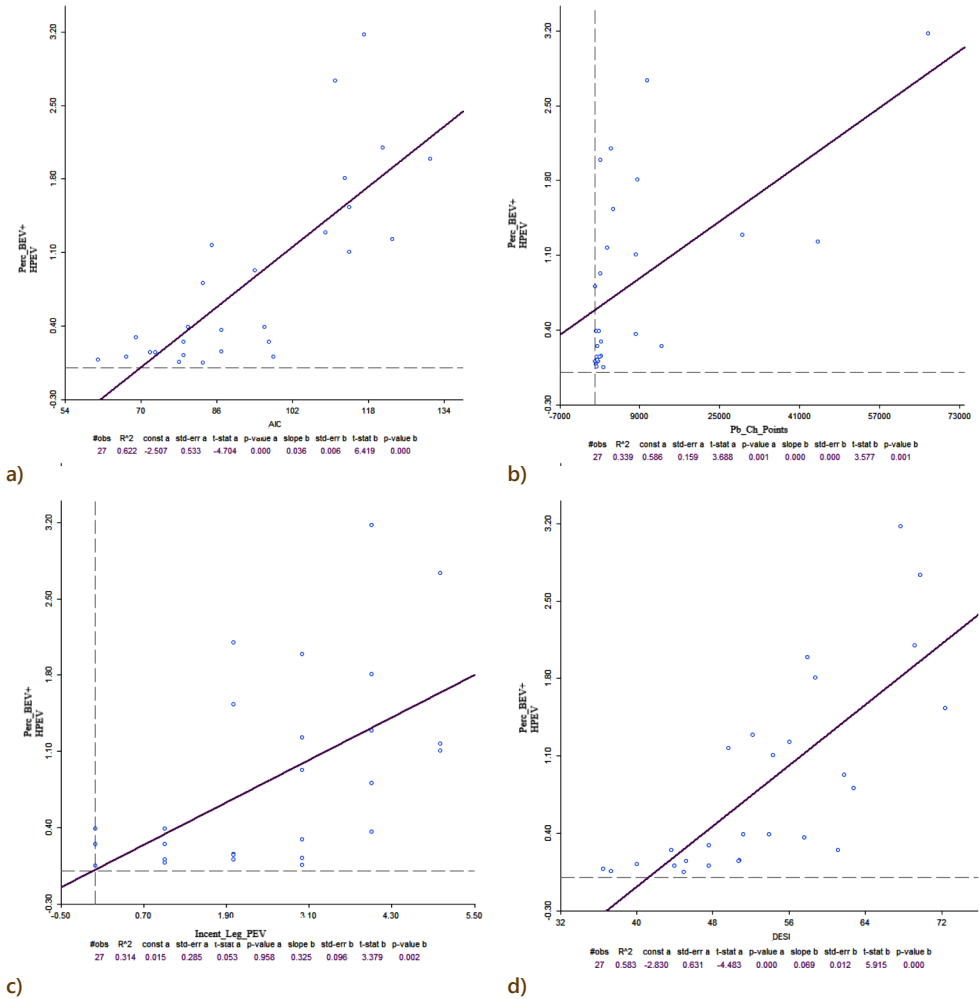 3.20
2.50
1.80
1.10
0.40
-0.30
Perc_BEV+
HPEV
54 70 86 102 118 134
AIC
#obs R^2 const a std-err a t-stat a p-value a slope b std-err b t-stat b p-value b
27 0.622 -2.507 0.533 -4.704 0.000 0.036 0.006 6.419 0.000
a)
3.20
2.50
1.80
1.10
0.40
-0.30
Perc_BEV+
HPEV
-7000 9000 25000 41000 57000 73000
Pb_Ch_Points
#obs R^2 const a std-err a t-stat a p-value a slope b std-err b t-stat b p-value b
27 0.339 0.586 0.159 3.688 0.001 0.000 0.000 3.577 0.001
b)
3.20
2.50
1.80
1.10
0.40
-0.30
Perc_BEV+
HPEV
-0.50 0.70 1.90 3.10 4.30 5.50
Incent_Leg_PEV
#obs R^2 const a std-err a t-stat a p-value a slope b std-err b t-stat b p-value b
27 0.314 0.015 0.285 0.053 0.958 0.325 0.096 3.379 0.002
c)
3.20
2.50
1.80
1.10
0.40
-0.30
Perc_BEV+
HPEV
32 40 48 56 64 72
DESI
#obs R^2 const a std-err a t-stat a p-value a slope b std-err b t-stat b p-value b
27 0.583 -2.830 0.631 -4.483 0.000 0.069 0.012 5.915 0.000
d)